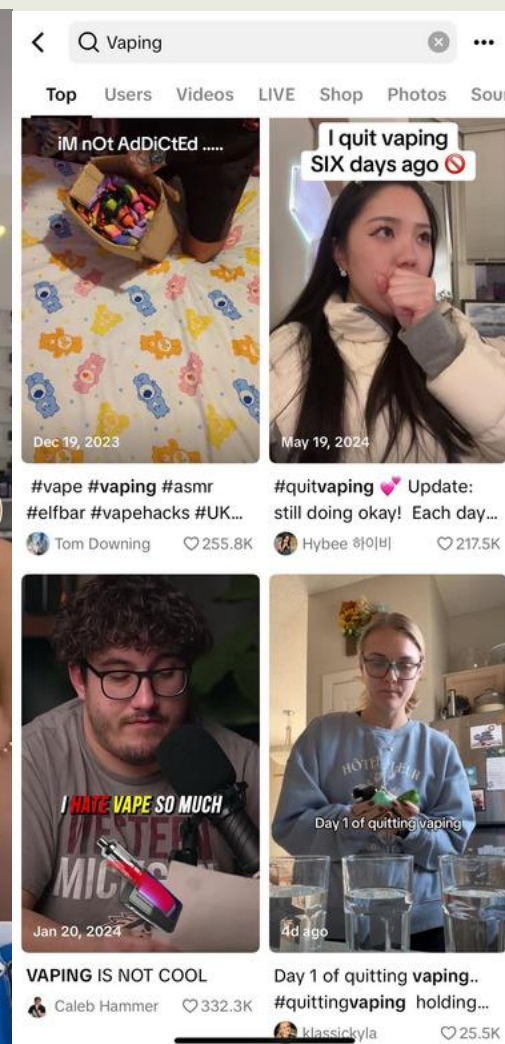 Vaping
Top Users Videos LIVE Shop Photos Sou
iM nOt AdDiCtEd .....
Dec 19, 2023
#vape #vaping #asmr
#elfbar #vapehacks #UK...
Tom Downing 255.8K
I quit vaping
SIX days ago 🚫
May 19, 2024
#quitvaping 💕 Update:
still doing okay! Each day...
Hybee 하이비 217.5K
I HATE VAPE SO MUCH
WESTERN
MIC
Jan 20, 2024
VAPING IS NOT COOL
Caleb Hammer 332.3K
Day 1 of quitting vaping
4d ago
Day 1 of quitting vaping..
#quittingvaping holding...
klassickyla 25.5K